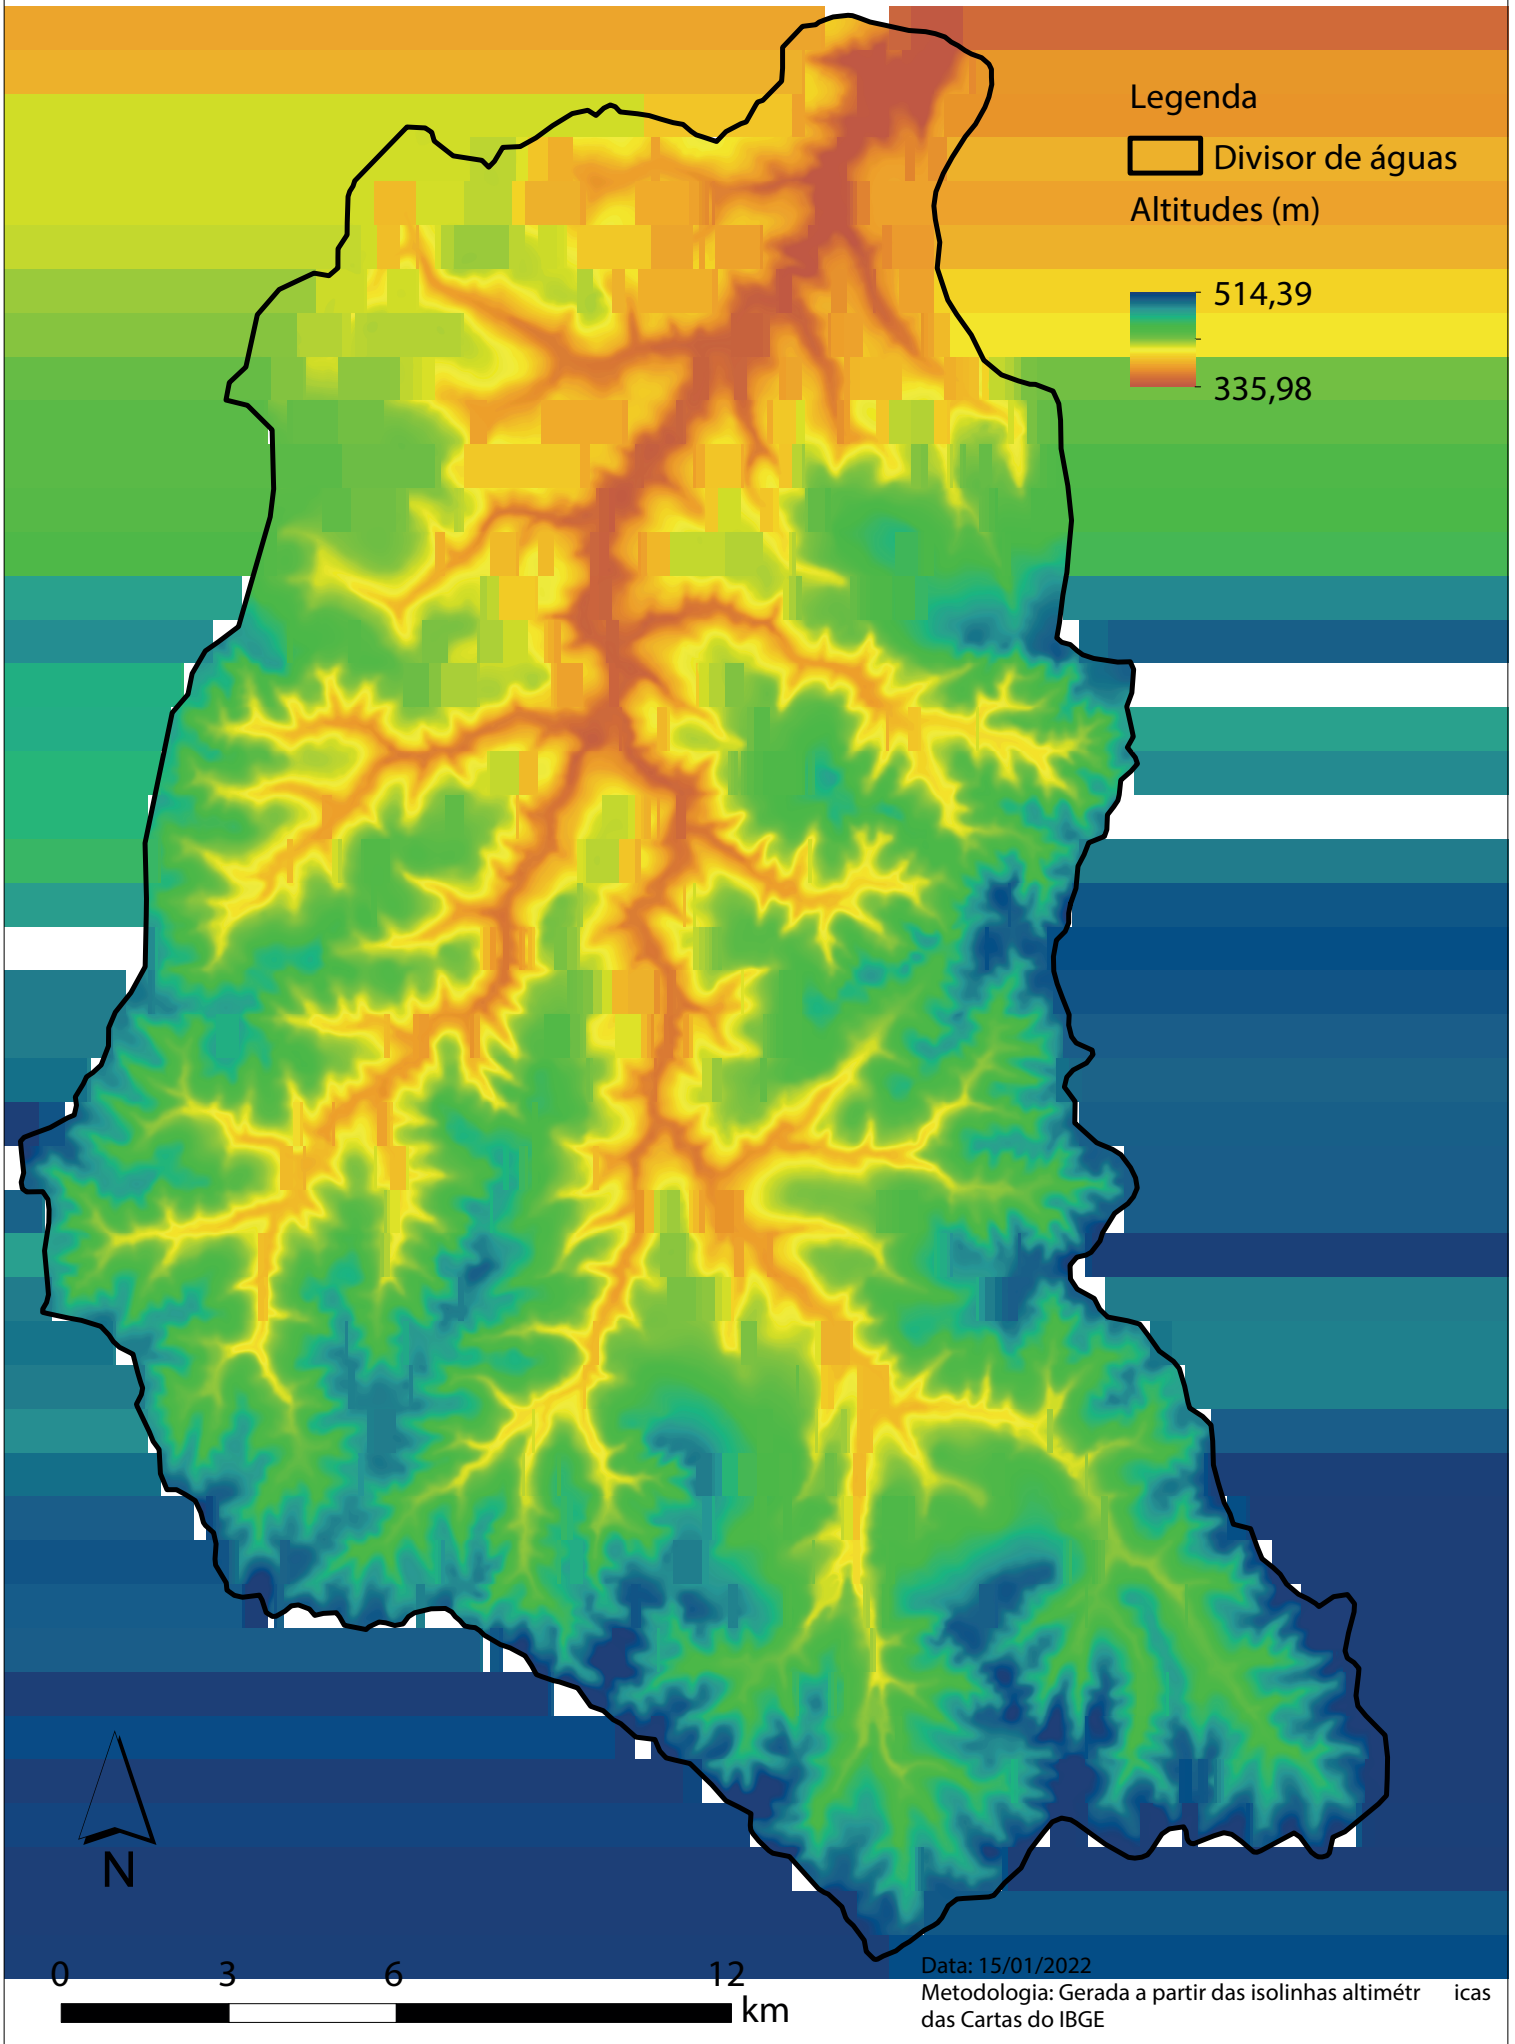 Legenda
Divisor de águas
Altitudes (m)
514,39
335,98
N
0 3 6 12
km
Data: 15/01/2022
Metodologia: Gerada a partir das isolinhas altimétr icas
das Cartas do IBGE